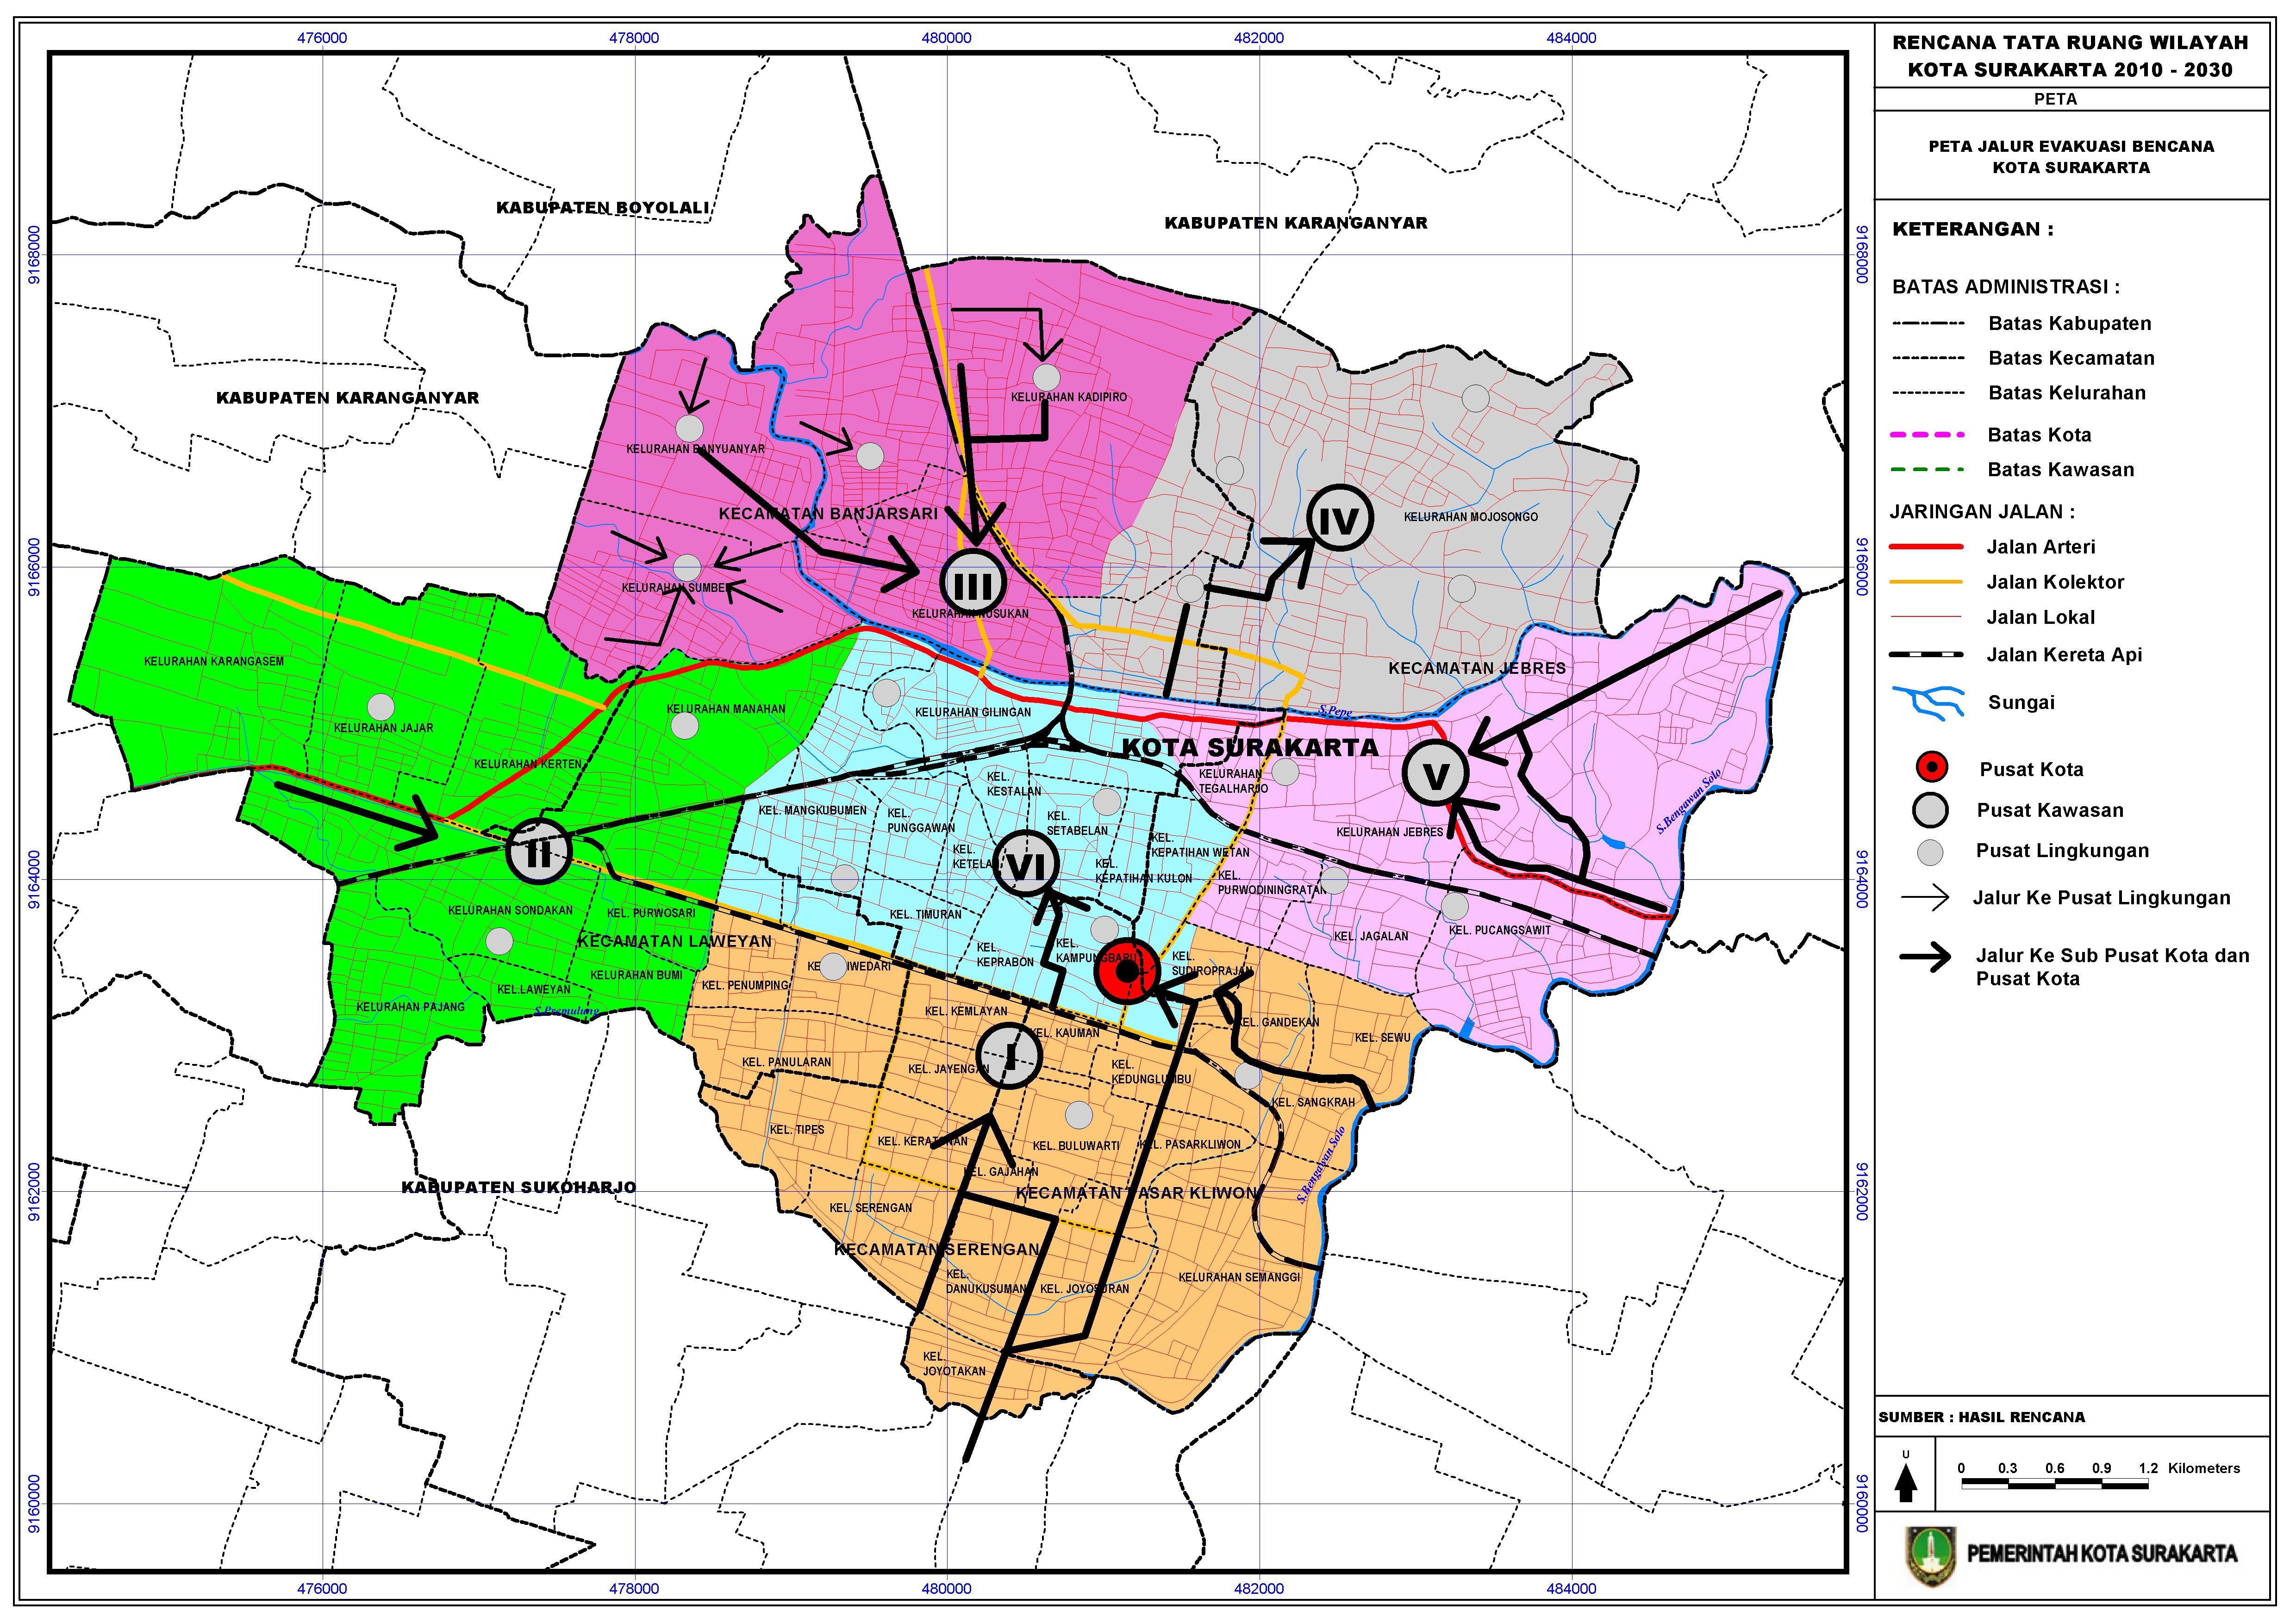 476000
478000
480000
482000
484000
RENCANA TATA RUANG WILAYAH
KOTA SURAKARTA 2010 - 2030
PETA
PETA JALUR EVAKUASI BENCANA
KOTA SURAKARTA
KETERANGAN :
BATAS ADMINISTRASI :
Batas Kabupaten
Batas Kecamatan
Batas Kelurahan
Batas Kota
Batas Kawasan
JARINGAN JALAN :
Jalan Arteri
Jalan Kolektor
Jalan Lokal
Jalan Kereta Api
Sungai
Pusat Kota
Pusat Kawasan
Pusat Lingkungan
Jalur Ke Pusat Lingkungan
Jalur Ke Sub Pusat Kota dan
Pusat Kota
SUMBER : HASIL RENCANA
U
0 0.3 0.6 0.9 1.2 Kilometers
PEMERINTAH KOTA SURAKARTA
9168000
9166000
9164000
9162000
9160000
9168000
9166000
9164000
9162000
9160000
KABUPATEN BOYOLALI
KABUPATEN KARANGANYAR
KABUPATEN KARANGANYAR
KELURAHAN KADIPIRO
KELURAHAN BANYUANYAR
KECAMATAN BANJARSARI
IV
KELURAHAN MOJOSONGO
III
KELURAHAN SUMBER
KELURAHAN NUSUKAN
KELURAHAN KARANGASEM
KECAMATAN JEBRES
KELURAHAN MANAHAN
KELURAHAN GILINGAN
S.Pepe
KELURAHAN JAJAR
KOTA SURAKARTA
KELURAHAN KERTEN
KELURAHAN
TEGALHARJO
V
KEL.
KESTALAN
S.Bengawan Solo
KEL. MANGKUBUMEN
KEL.
PUNGGAWAN
KEL.
SETABELAN
KELURAHAN JEBRES
II
KEL.
KETELAN
VI
KEL.
KEPATIHAN WETAN
KEL.
KEPATIHAN KULON
KEL.
PURWODININGRATAN
KELURAHAN SONDAKAN
KEL. PURWOSARI
KEL. TIMURAN
KEL. JAGALAN
KEL. PUCANGSAWIT
KECAMATAN LAWEYAN
KEL.
KEPRABON
KEL.
KAMPUNGBARU
KEL.
SUDIROPRAJAN
KELURAHAN BUMI
KEL. PENUMPING
KEL.LAWEYAN
KELURAHAN PAJANG
S.Premulung
KEL. KEMLAYAN
KEL. KAUMAN
KEL. GANDEKAN
KEL. SEWU
I
KEL. PANULARAN
KEL. JAYENGAN
KEL.
KEDUNGLUMBU
KEL. SANGKRAH
KEL. TIPES
KEL. KERATONAN
KEL. BULUWARTI
KEL. PASARKLIWON
KEL. GAJAHAN
S.Bengawan Solo
KABUPATEN SUKOHARJO
KECAMATAN PASAR KLIWON
KEL. SERENGAN
KECAMATAN SERENGAN
KEL.
DANUKUSUMAN
KEL. JOYOSURAN
KELURAHAN SEMANGGI
KEL.
JOYOTAKAN
476000
478000
480000
482000
484000